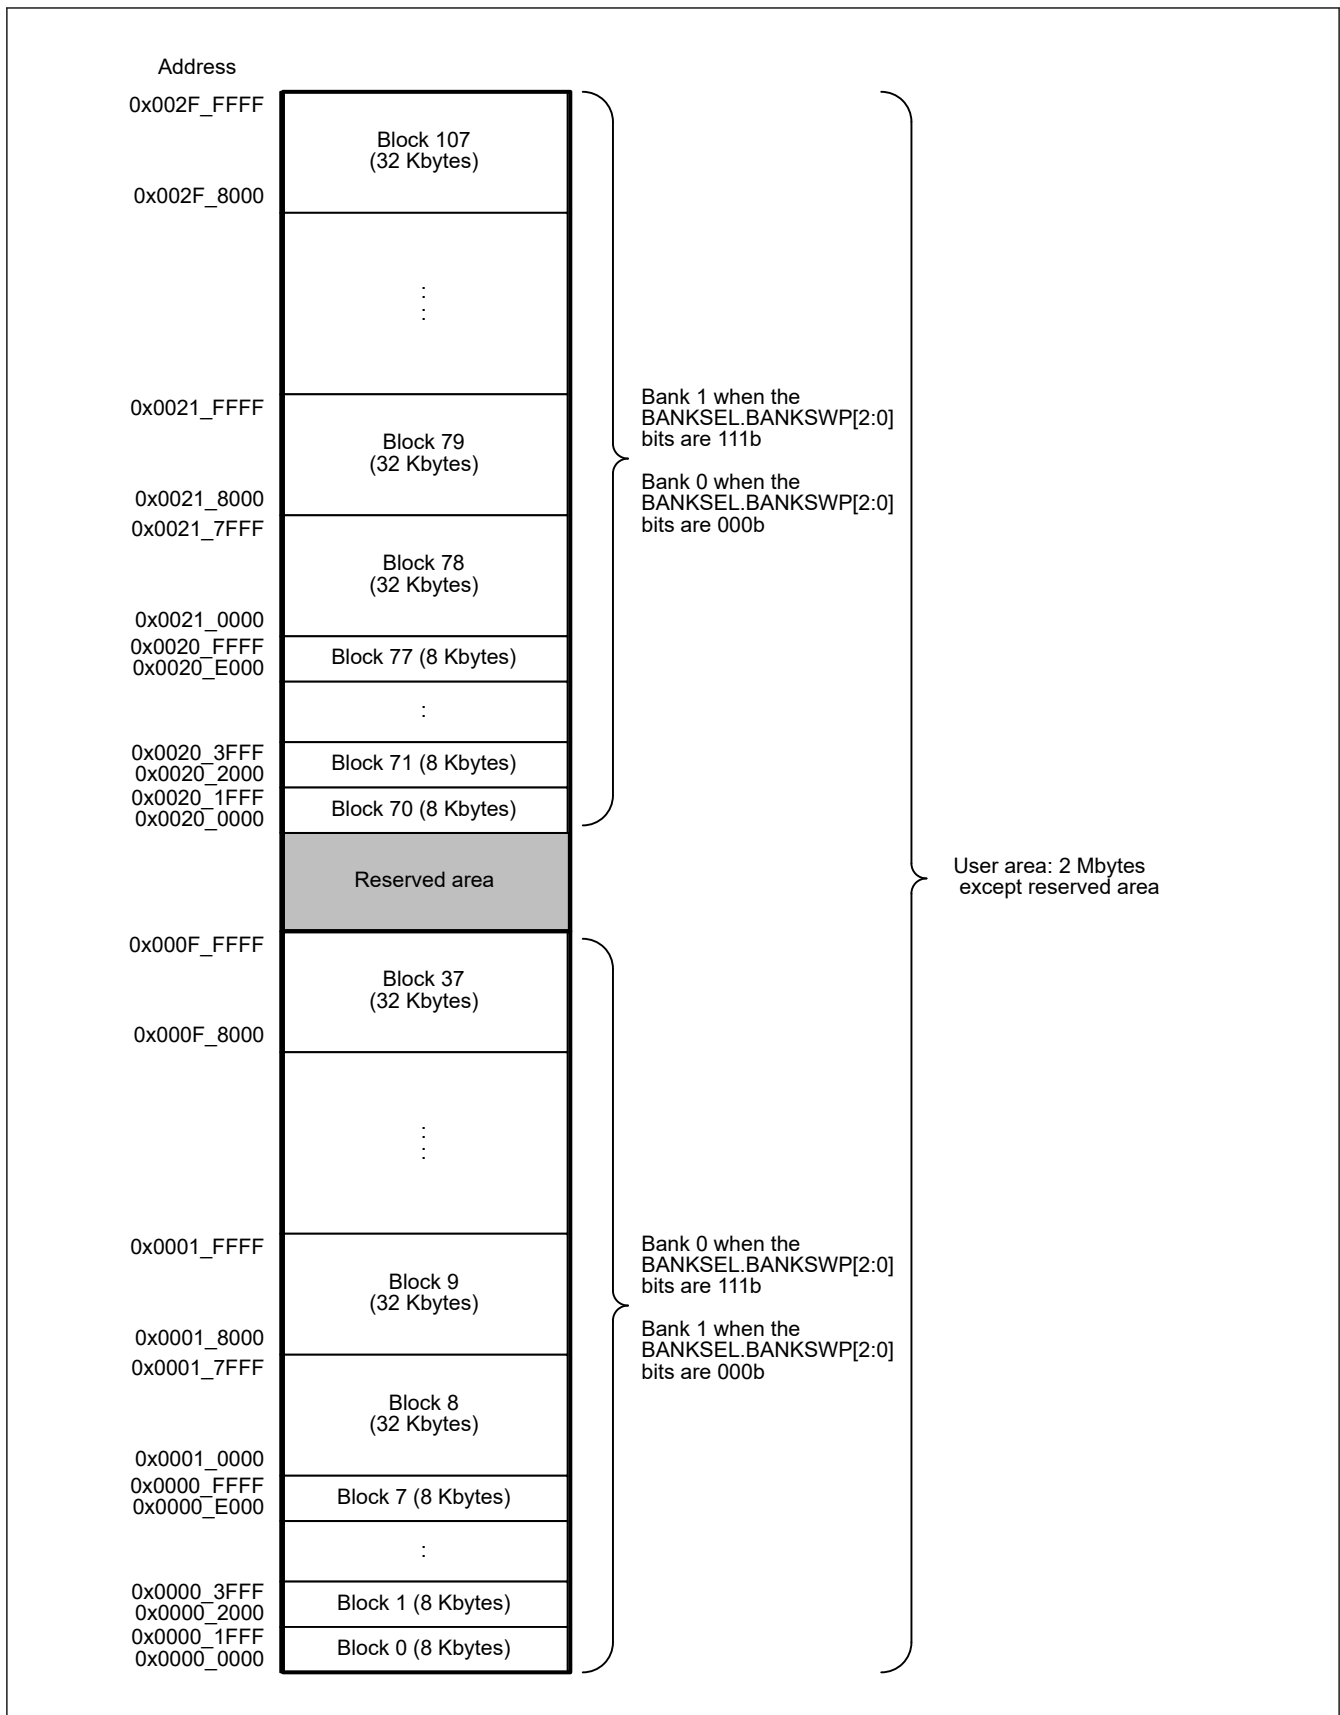 Address
0x002F_FFFF
Block 107
(32 Kbytes)
0x002F_8000
:
:
0x0021_FFFF
Block 79
(32 Kbytes)
0x0021_8000
0x0021_7FFF
Block 78
(32 Kbytes)
0x0021_0000
0x0020_FFFF
0x0020_E000
Block 77 (8 Kbytes)
:
0x0020_3FFF
0x0020_2000
Block 71 (8 Kbytes)
0x0020_1FFF
0x0020_0000
Block 70 (8 Kbytes)
Bank 1 when the
BANKSEL.BANKSWP[2:0]
bits are 111b
Bank 0 when the
BANKSEL.BANKSWP[2:0]
bits are 000b
Reserved area
User area: 2 Mbytes
except reserved area
0x000F_FFFF
Block 37
(32 Kbytes)
0x000F_8000
:
:
0x0001_FFFF
Block 9
(32 Kbytes)
0x0001_8000
0x0001_7FFF
Block 8
(32 Kbytes)
0x0001_0000
0x0000_FFFF
0x0000_E000
Block 7 (8 Kbytes)
:
0x0000_3FFF
0x0000_2000
Block 1 (8 Kbytes)
0x0000_1FFF
0x0000_0000
Block 0 (8 Kbytes)
Bank 0 when the
BANKSEL.BANKSWP[2:0]
bits are 111b
Bank 1 when the
BANKSEL.BANKSWP[2:0]
bits are 000b